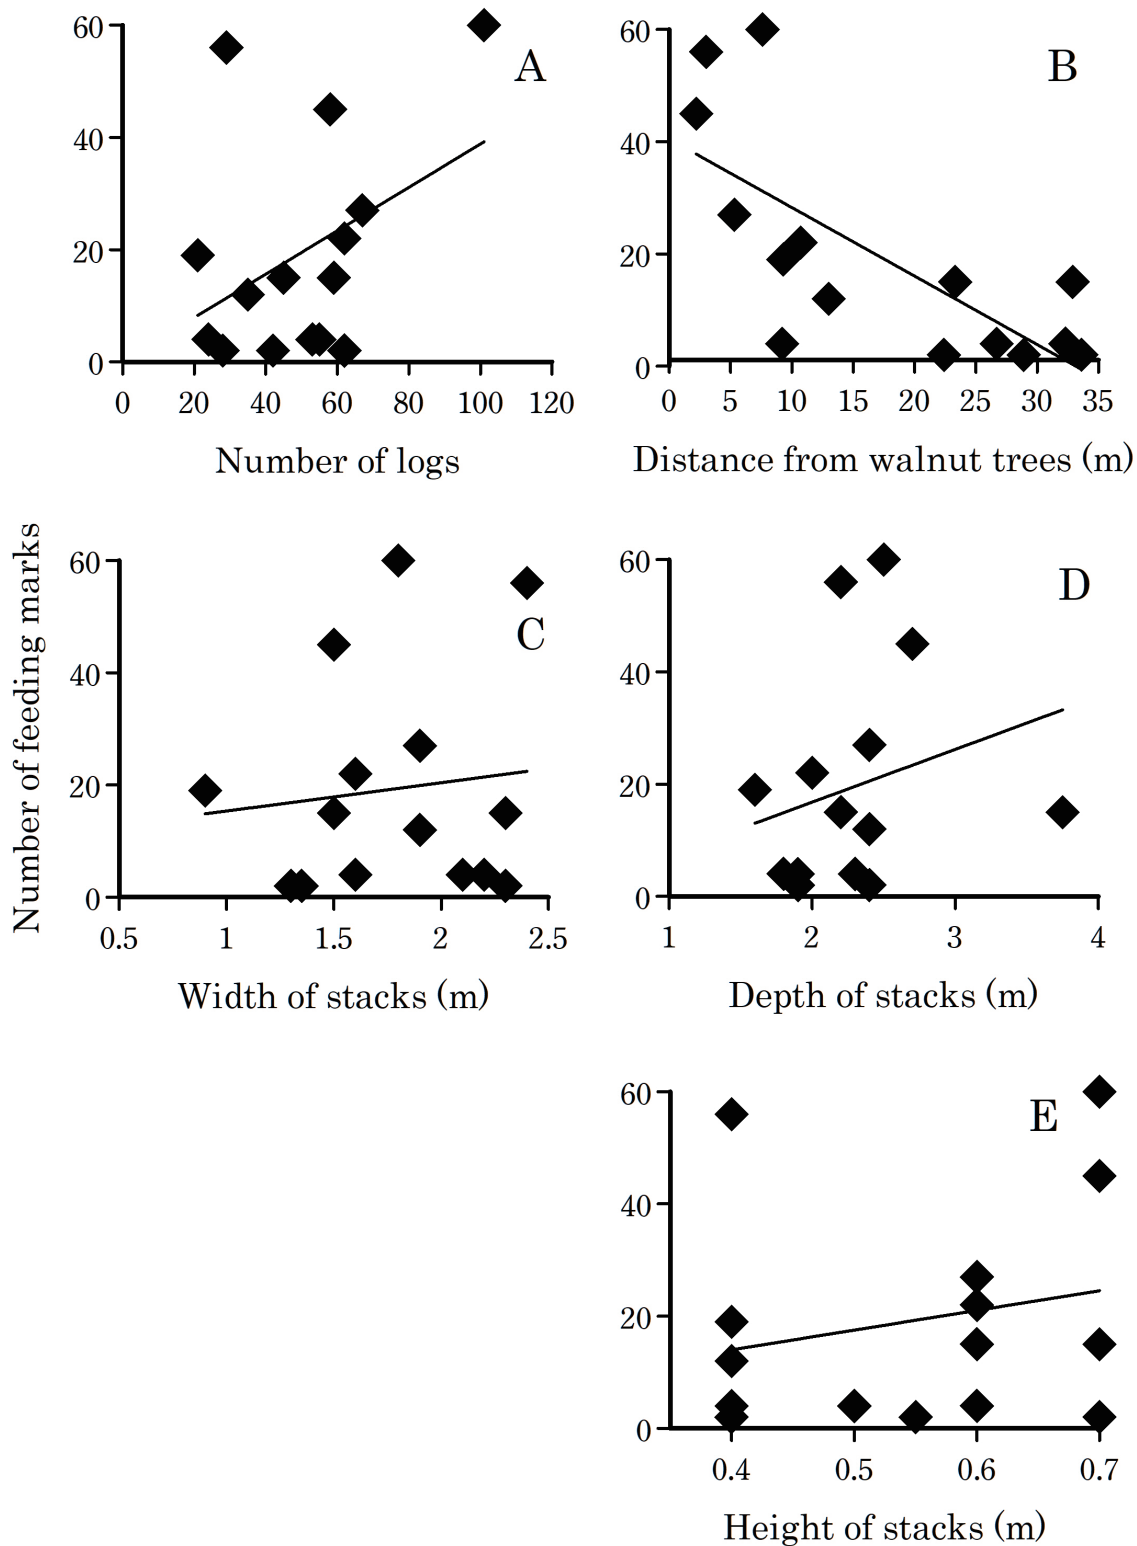 60
40
20
0
A
0 20 40 60 80 100 120
Number of logs
60
40
20
0
B
0 5 10 15 20 25 30 35
Distance from walnut trees (m)
Number of feeding marks
60
40
20
0
C
0.5 1 1.5 2 2.5
Width of stacks (m)
60
40
20
0
D
1 2 3 4
Depth of stacks (m)
60
40
20
0
E
0.4 0.5 0.6 0.7
Height of stacks (m)